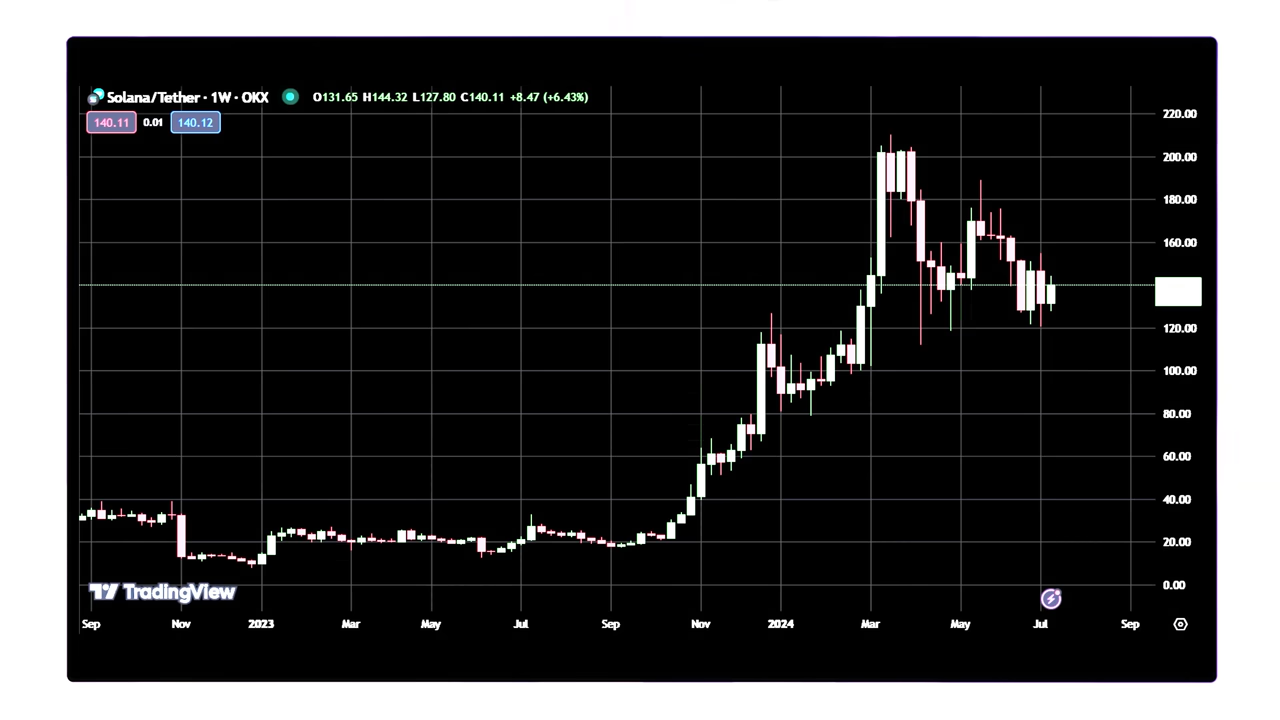 Solana/Tether · 1W · OKX O131.65 H144.32 L127.80 C140.11 +8.47 (+6.43%)
140.11 0.01 140.12
220.00
200.00
180.00
160.00
120.00
100.00
80.00
60.00
40.00
20.00
0.00
TradingView
Sep Nov 2023 Mar May Jul Sep Nov 2024 Mar May Jul Sep